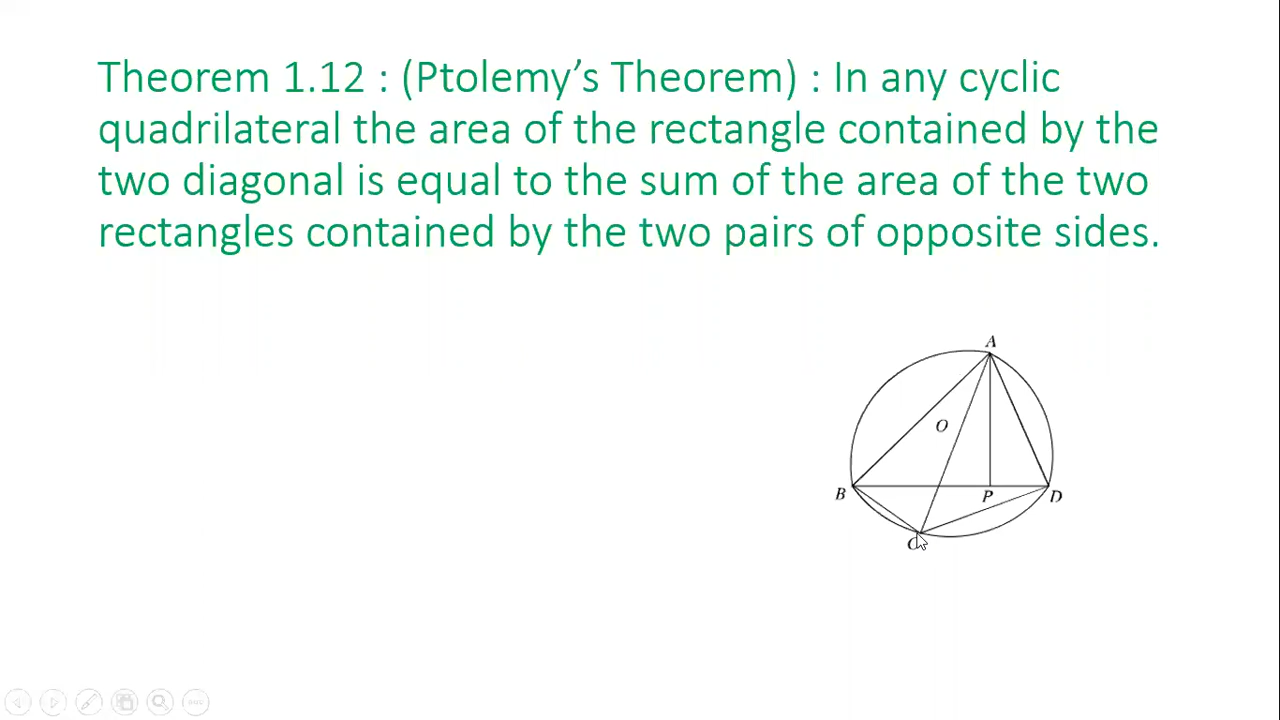 Theorem 1.12 : (Ptolemy’s Theorem) : In any cyclic
quadrilateral the area of the rectangle contained by the
two diagonal is equal to the sum of the area of the two
rectangles contained by the two pairs of opposite sides.
A
O
B
P
D
C